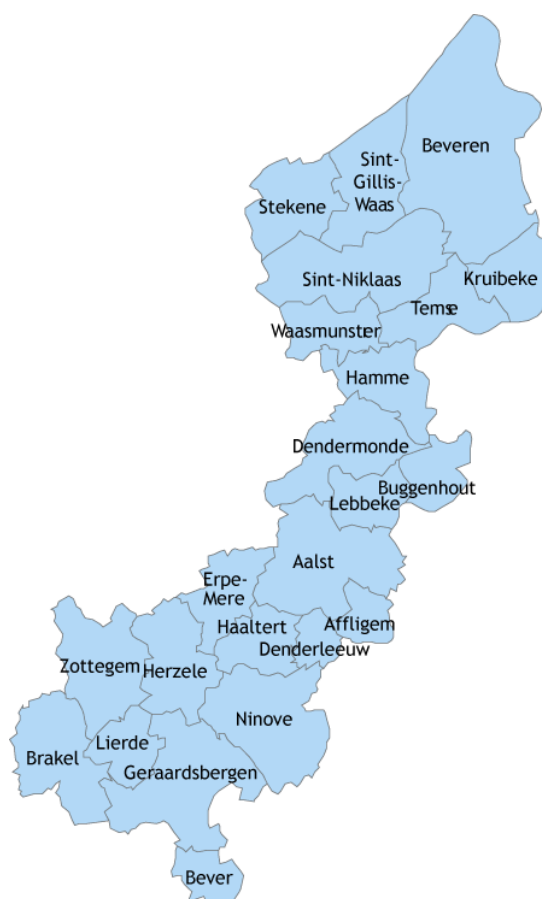 Beveren
Sint-
Gillis-
Waas
Stekene
Sint-Niklaas
Kruibeke
Temse
Waasmunster
Hamme
Dendermonde
Buggenhout
Lebbeke
Aalst
Erpe-
Mere
Haaltert
Affligem
Denderleeuw
Zottegem
Herzele
Ninove
Lierde
Brakel
Geraardsbergen
Bever